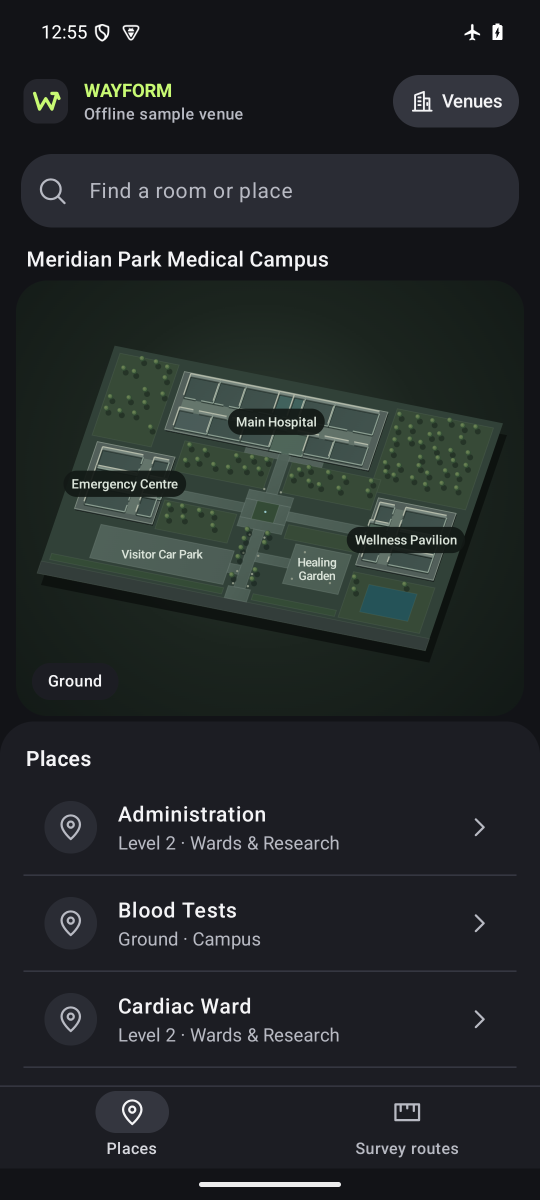 12:55
WAYFORM
Offline sample venue
Venues
Find a room or place
Meridian Park Medical Campus
Main Hospital
Emergency Centre
Wellness Pavilion
Visitor Car Park
Healing
Garden
Ground
Places
Administration
Level 2 · Wards & Research
Blood Tests
Ground · Campus
Cardiac Ward
Level 2 · Wards & Research
Places
Survey routes